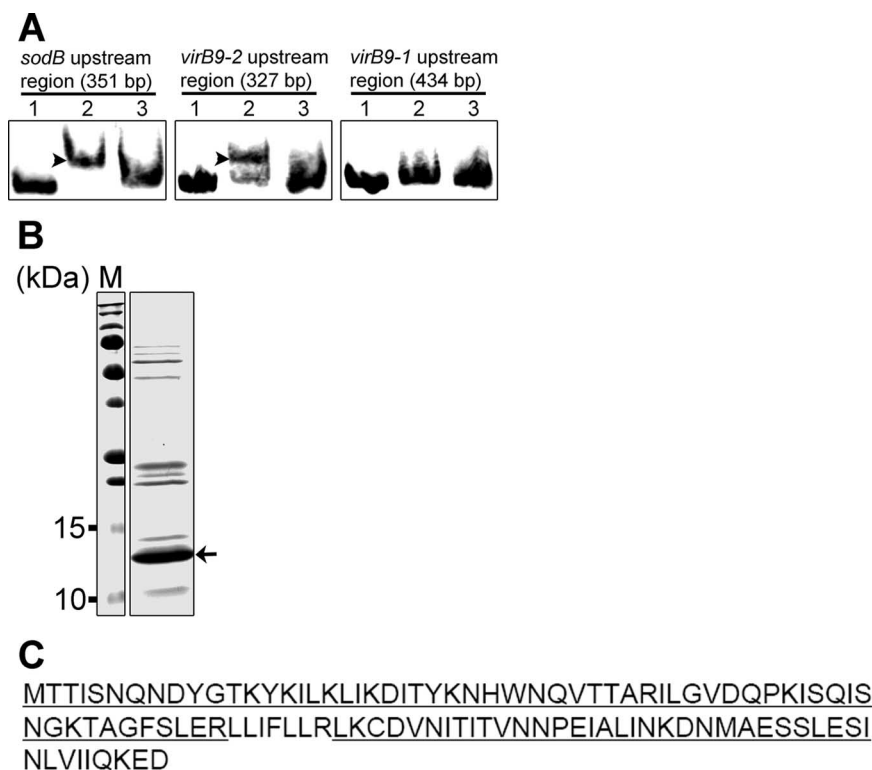 A
sodB upstream region (351 bp)
virB9-2 upstream region (327 bp)
virB9-1 upstream region (434 bp)
1 2 3 1 2 3 1 2 3
B
(kDa) M
15
10
C
MTTISNQNDYGTKYKILKLIKDITYKNHWNQVTTARILGVDQPKISQIS
NGKTAGFSLERLLIFLLRLKCDVNITITVNNPEIALINKDNMAESSLESI
NLVIIQKED